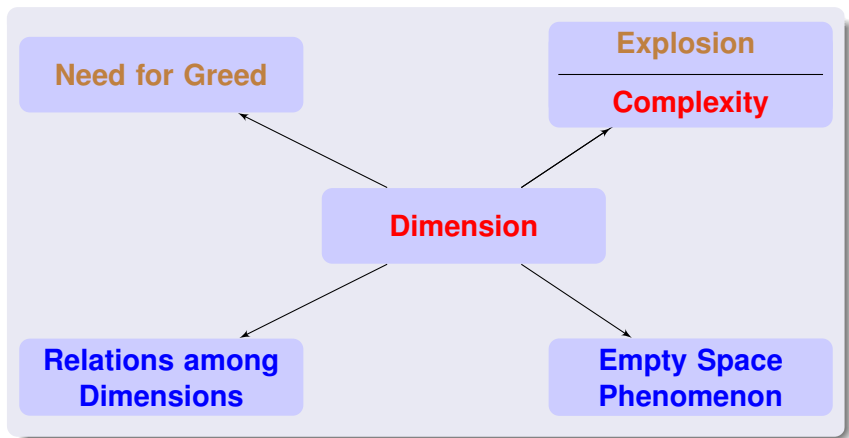 Need for Greed
Explosion
Complexity
Dimension
Relations among
Dimensions
Empty Space
Phenomenon